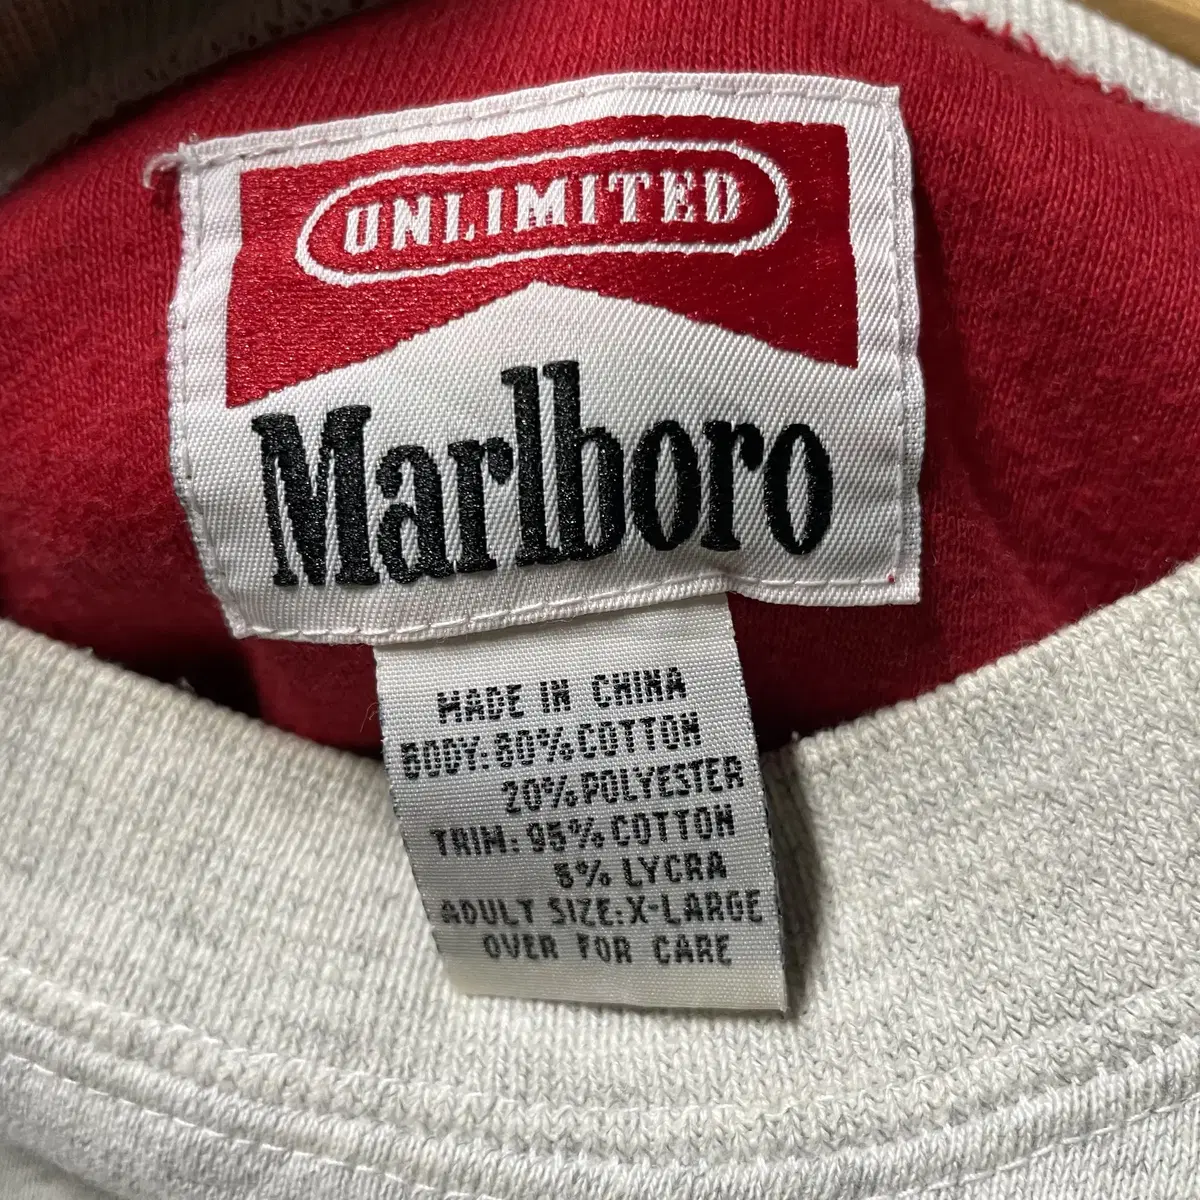 UNLIMITED
Marlboro
MADE IN CHINA
BODY: 80% COTTON
20% POLYESTER
TRIM: 95% COTTON
5% LYCRA
ADULT SIZE: X-LARGE
OVER FOR CARE